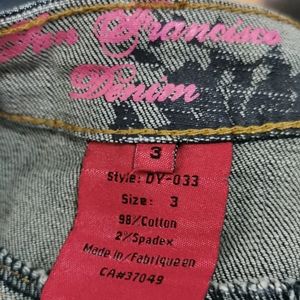 San Francisco
Denim
3
Style: DY-033
Size: 3
98%Cotton
2%Spadex
Made in/Fabriqueen
CA#37049